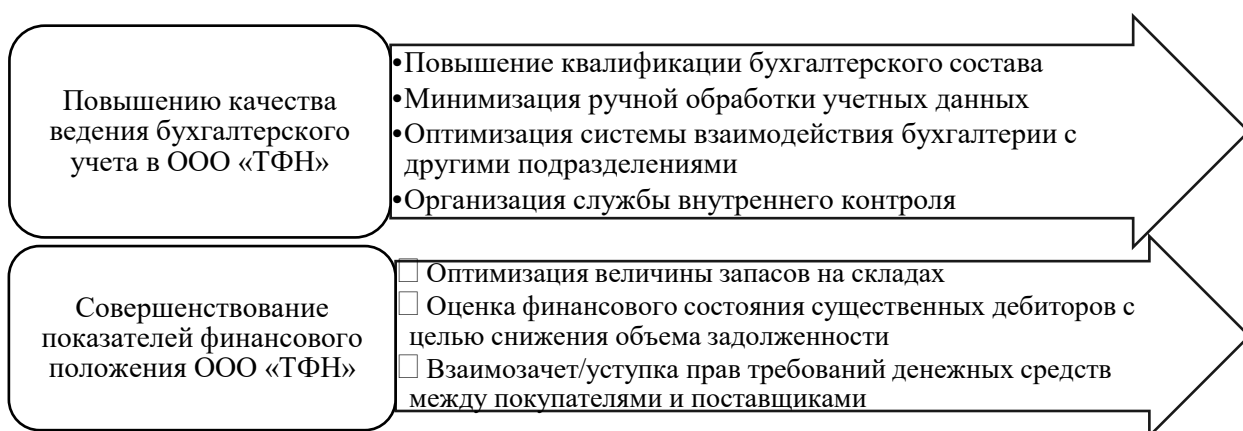 Повышению качества
ведения бухгалтерского
учета в ООО «ТФН»
•Повышение квалификации бухгалтерского состава
•Минимизация ручной обработки учетных данных
•Оптимизация системы взаимодействия бухгалтерии с
другими подразделениями
•Организация службы внутреннего контроля
Совершенствование
показателей финансового
положения ООО «ТФН»
□ Оптимизация величины запасов на складах
□ Оценка финансового состояния существенных дебиторов с
целью снижения объема задолженности
□ Взаимозачет/уступка прав требований денежных средств
между покупателями и поставщиками